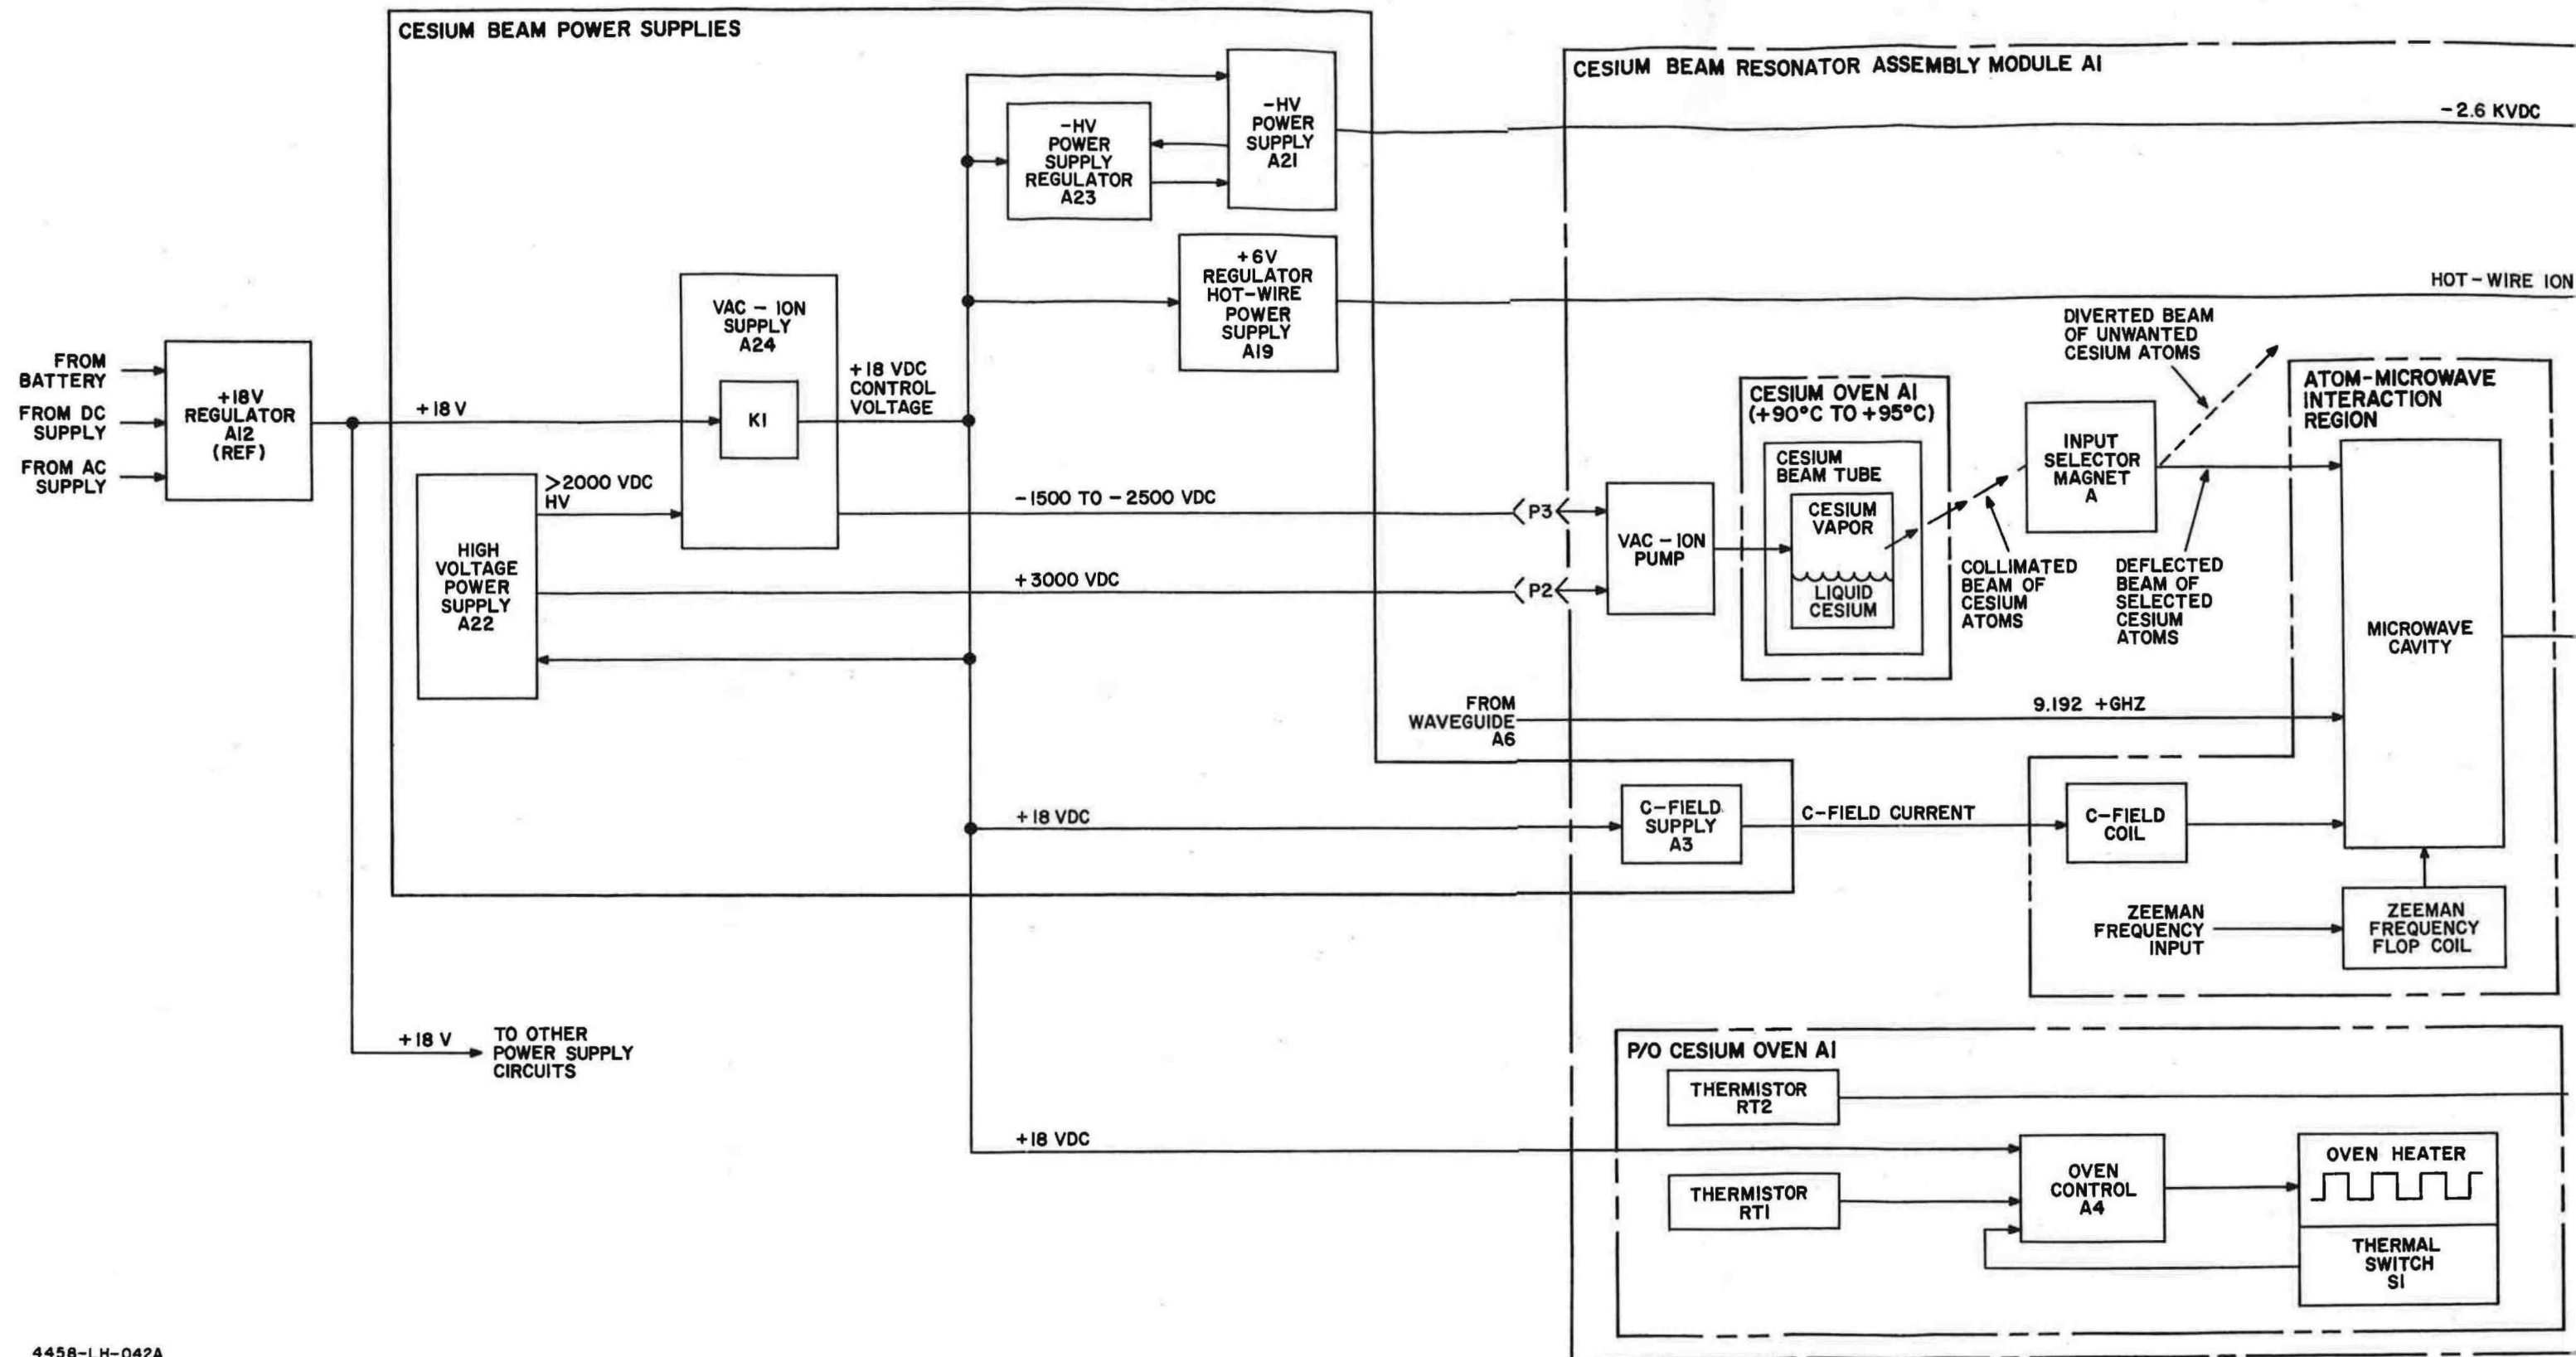 CESIUM BEAM POWER SUPPLIES
CESIUM BEAM RESONATOR ASSEMBLY MODULE A1
-HV
POWER
SUPPLY
A21
-2.6 KVDC
-HV
POWER
SUPPLY
REGULATOR
A23
+6V
REGULATOR
HOT-WIRE
POWER
SUPPLY
A19
HOT-WIRE ION
VAC-ION
SUPPLY
A24
K1
+18 VDC
CONTROL
VOLTAGE
FROM
BATTERY
FROM DC
SUPPLY
FROM AC
SUPPLY
+18V
REGULATOR
A12
(REF)
+18 V
>2000 VDC
HV
HIGH
VOLTAGE
POWER
SUPPLY
A22
-1500 TO -2500 VDC
+3000 VDC
P3
P2
VAC-ION
PUMP
CESIUM OVEN A1
(+90°C TO +95°C)
CESIUM
BEAM TUBE
CESIUM
VAPOR
LIQUID
CESIUM
COLLIMATED
BEAM OF
CESIUM
ATOMS
DIVERTED BEAM
OF UNWANTED
CESIUM ATOMS
INPUT
SELECTOR
MAGNET
A
DEFLECTED
BEAM OF
SELECTED
CESIUM
ATOMS
ATOM-MICROWAVE
INTERACTION
REGION
MICROWAVE
CAVITY
FROM
WAVEGUIDE
A6
9.192 +GHZ
+18 VDC
C-FIELD
SUPPLY
A3
C-FIELD CURRENT
C-FIELD
COIL
ZEEMAN
FREQUENCY
INPUT
ZEEMAN
FREQUENCY
FLOP COIL
+18 V
TO OTHER
POWER SUPPLY
CIRCUITS
P/O CESIUM OVEN A1
THERMISTOR
RT2
+18 VDC
THERMISTOR
RT1
OVEN
CONTROL
A4
OVEN HEATER
THERMAL
SWITCH
S1
4458-LH-042A